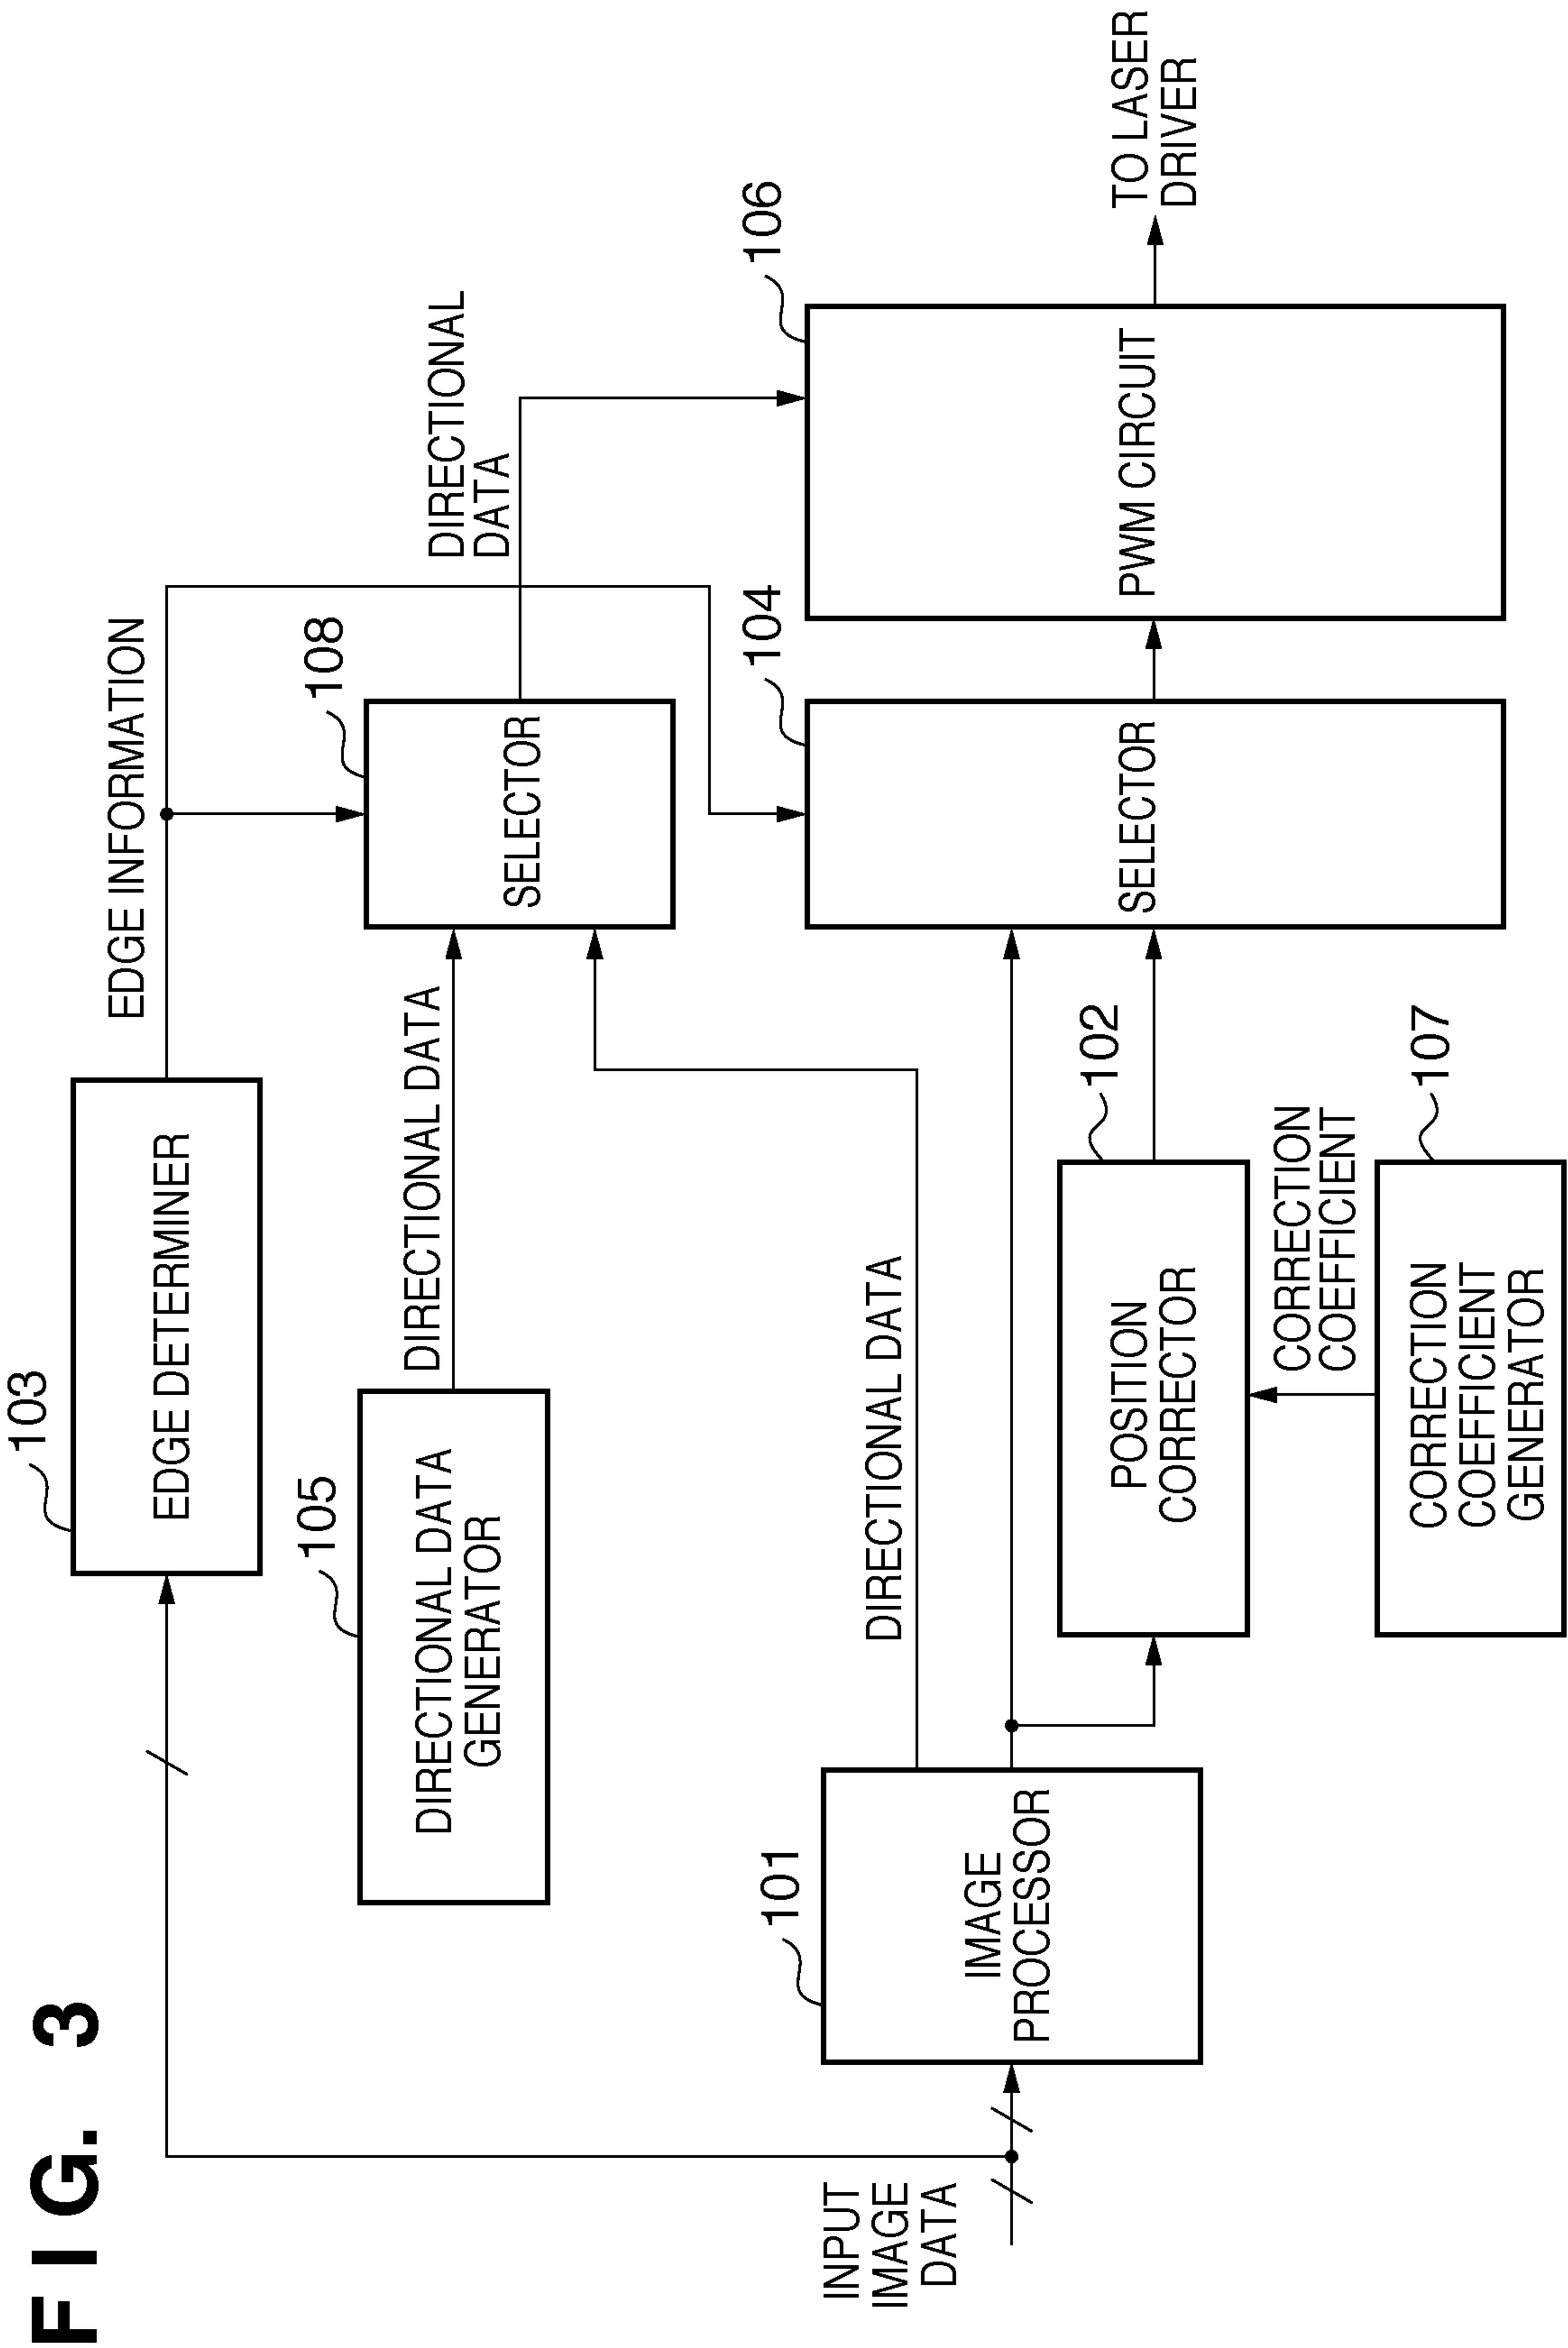 FIG. 3
103
EDGE DETERMINER
EDGE INFORMATION
105
DIRECTIONAL DATA
GENERATOR
DIRECTIONAL DATA
108
SELECTOR
DIRECTIONAL
DATA
INPUT
IMAGE
DATA
101
IMAGE
PROCESSOR
DIRECTIONAL DATA
102
POSITION
CORRECTOR
CORRECTION
COEFFICIENT
107
CORRECTION
COEFFICIENT
GENERATOR
104
SELECTOR
106
PWM CIRCUIT
TO LASER
DRIVER